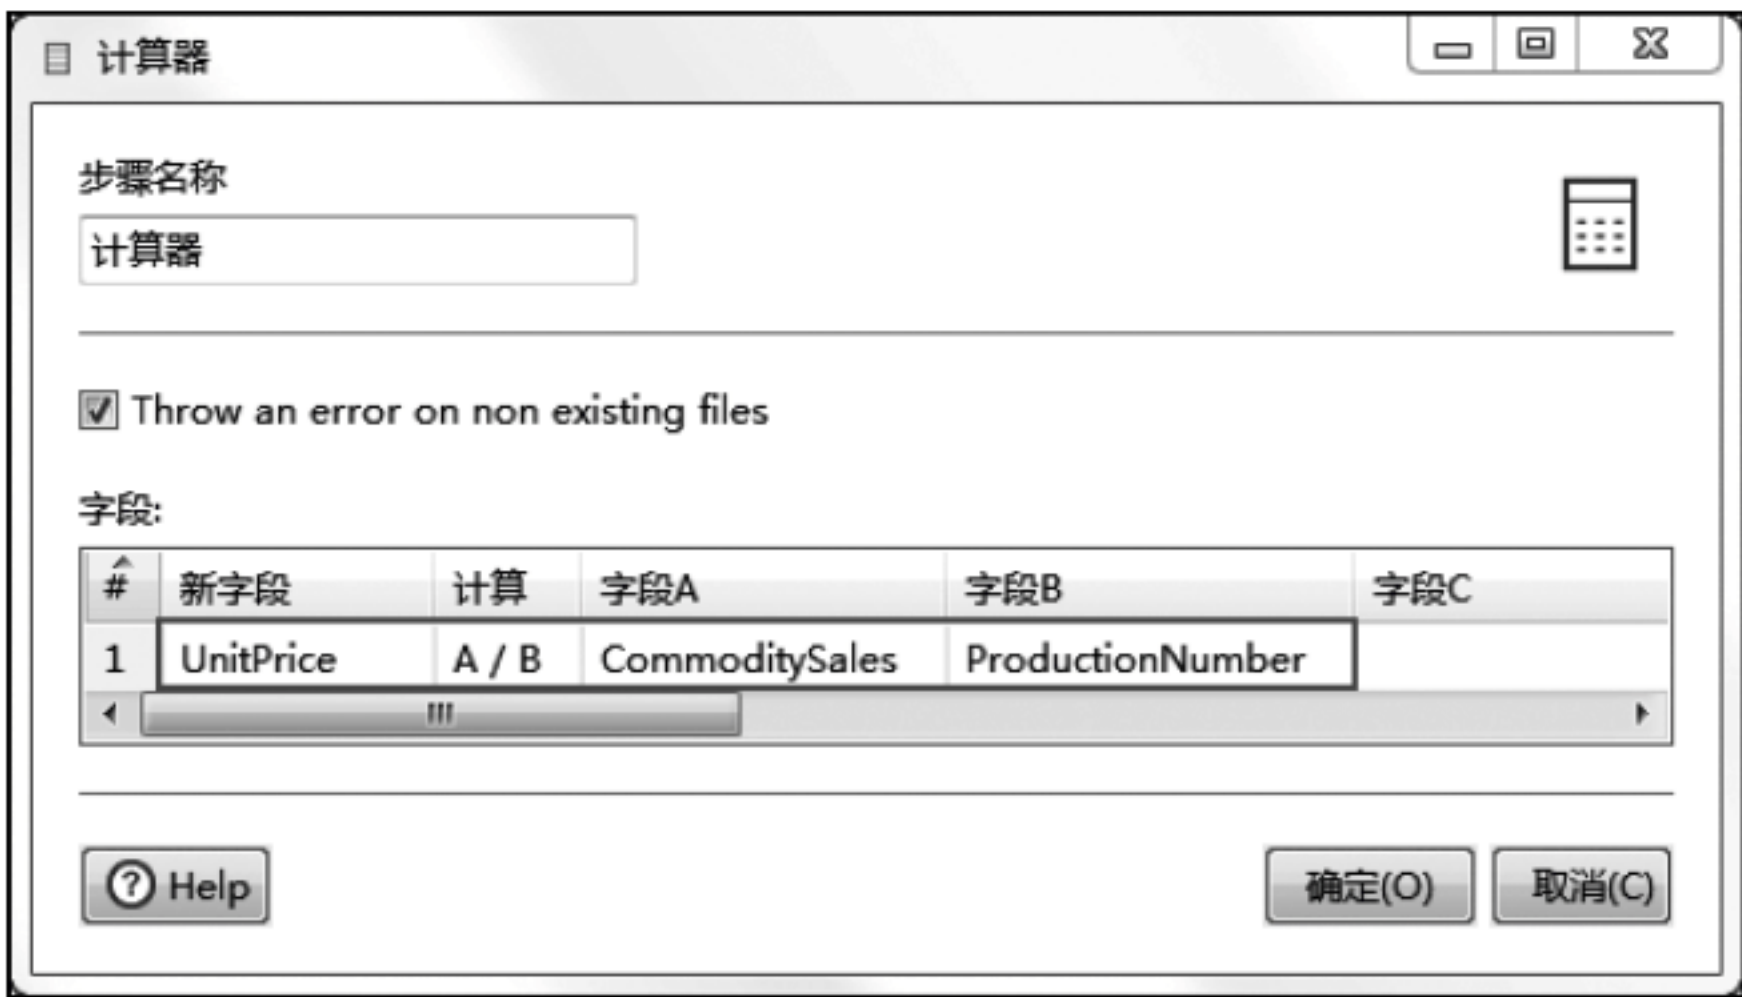 计算器
步骤名称
计算器
Throw an error on non existing files
字段:
# 新字段 计算 字段A 字段B 字段C
1 UnitPrice A / B CommoditySales ProductionNumber
Help 确定(O) 取消(C)